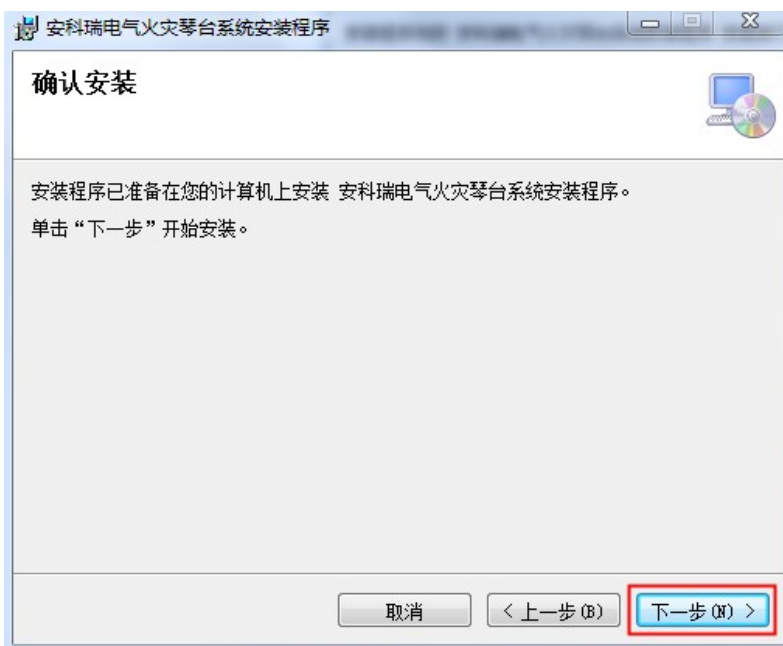 安科瑞电气火灾琴台系统安装程序
确认安装
安装程序已准备在您的计算机上安装 安科瑞电气火灾琴台系统安装程序。
单击“下一步”开始安装。
取消
< 上一步(B)
下一步(N) >